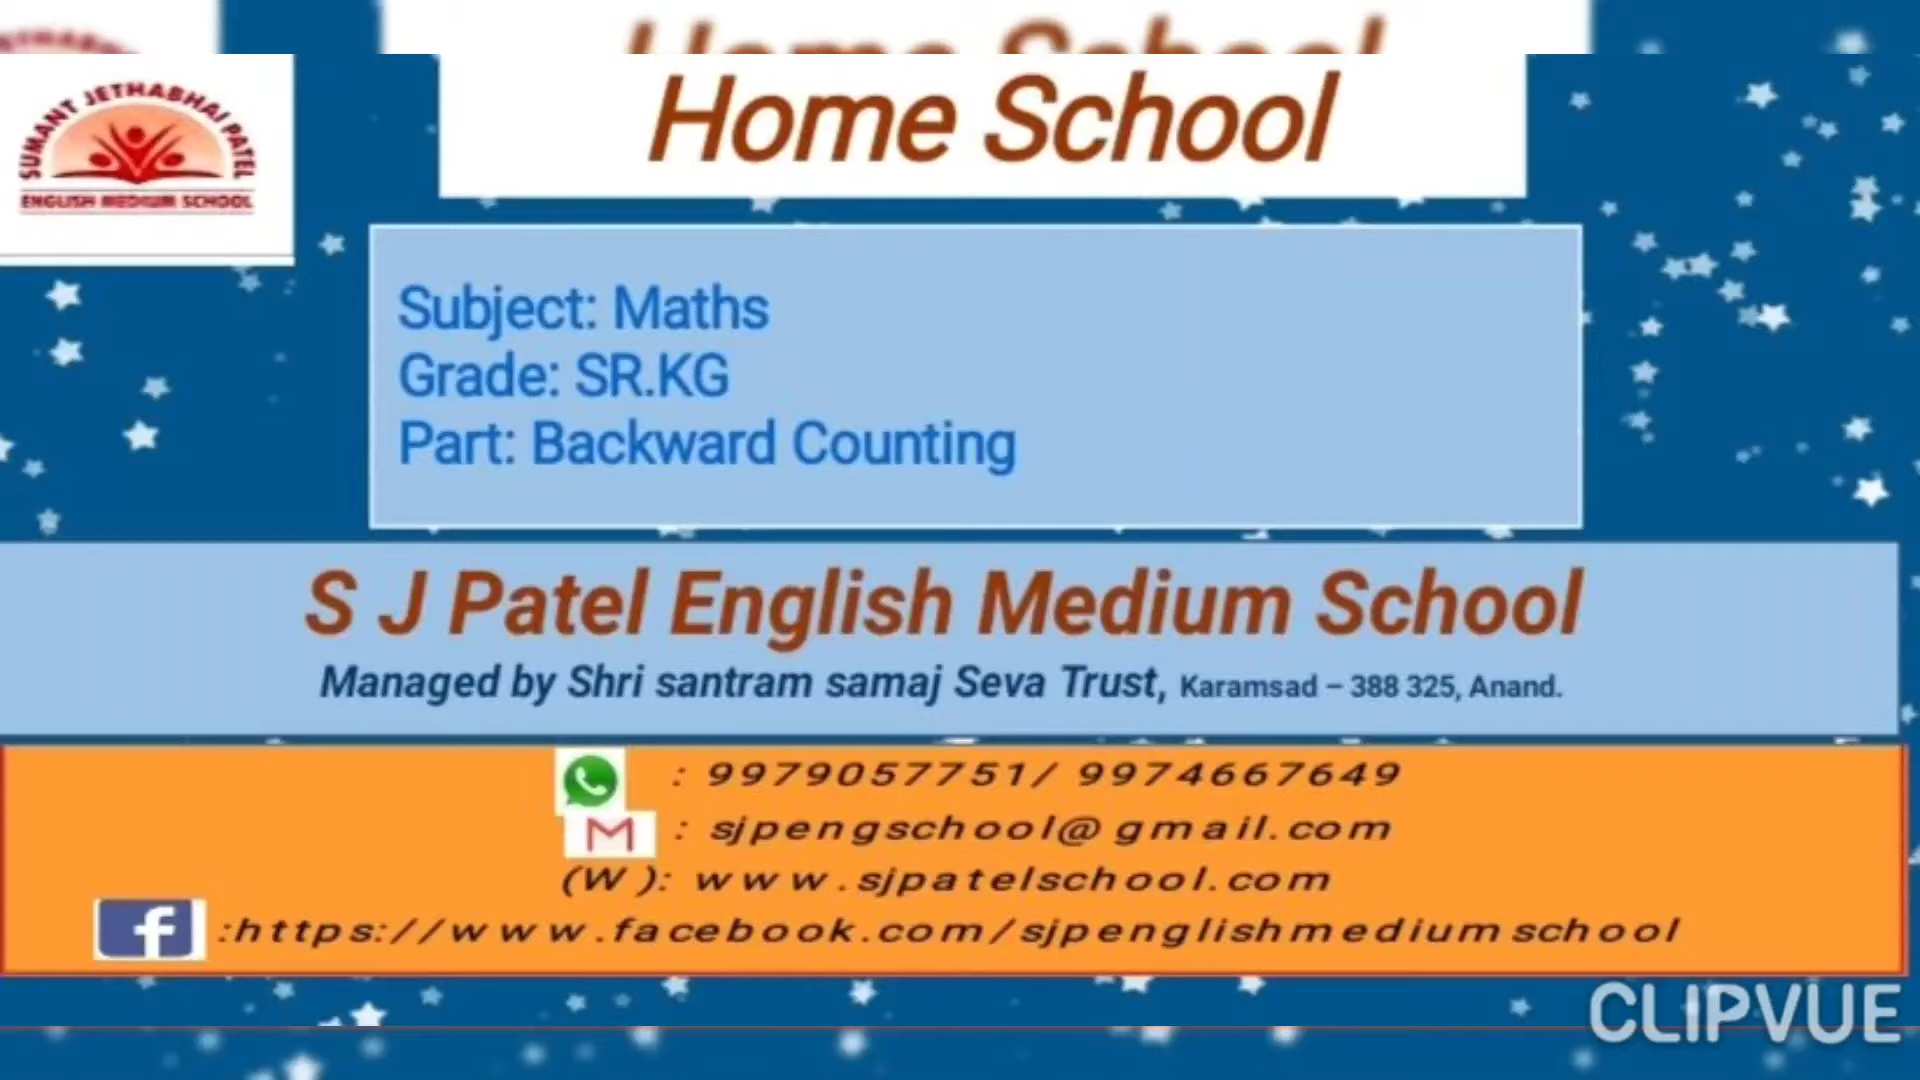 Home School
SUMANT JETHABHAI PATEL
ENGLISH MEDIUM SCHOOL
Home School
Subject: Maths
Grade: SR.KG
Part: Backward Counting
S J Patel English Medium School
Managed by Shri santram samaj Seva Trust, Karamsad – 388 325, Anand.
: 9979057751/ 9974667649
: sjpengschool@gmail.com
(W): www.sjpatelschool.com
f :https://www.facebook.com/sjpenglishmediumschool
CLIPVUE